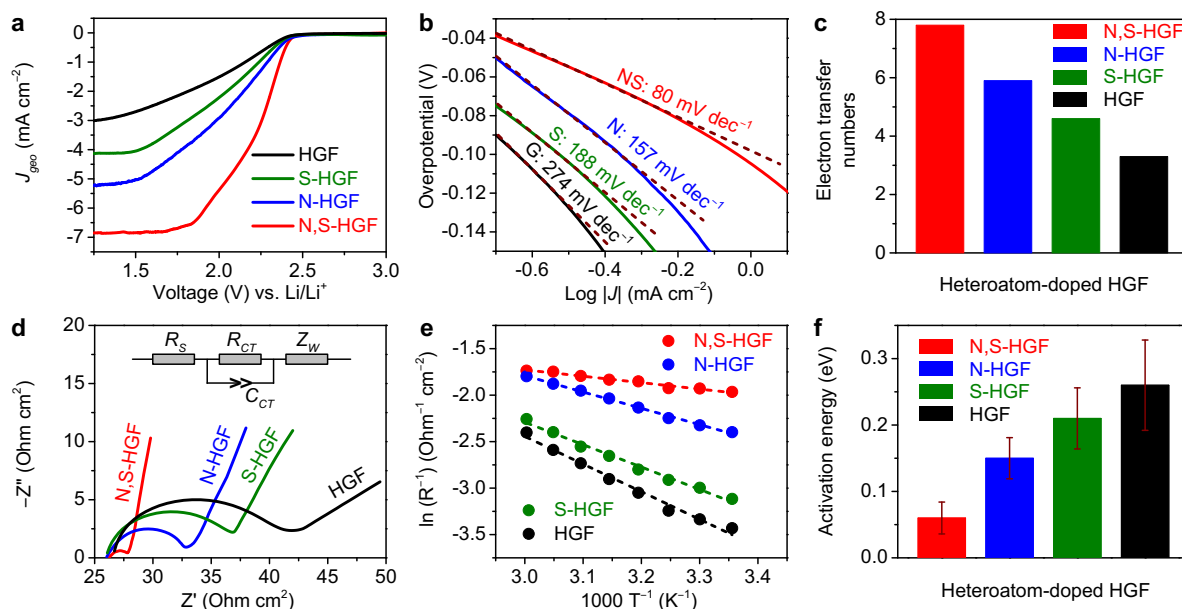 a
0
-1
-2
-3
-4
-5
-6
-7
J_geo (mA cm⁻²)
HGF
S-HGF
N-HGF
N,S-HGF
1.5
2.0
2.5
3.0
Voltage (V) vs. Li/Li⁺
b
-0.04
-0.06
-0.08
-0.10
-0.12
-0.14
Overpotential (V)
NS: 80 mV dec⁻¹
N: 157 mV dec⁻¹
S: 188 mV dec⁻¹
G: 274 mV dec⁻¹
-0.6
-0.4
-0.2
0.0
Log |J| (mA cm⁻²)
c
8
6
4
2
0
Electron transfer
numbers
N,S-HGF
N-HGF
S-HGF
HGF
Heteroatom-doped HGF
d
20
15
10
5
0
−Z'' (Ohm cm²)
R_S
R_CT
Z_W
C_CT
N,S-HGF
N-HGF
S-HGF
HGF
25
30
35
40
45
50
Z' (Ohm cm²)
e
-1.5
-2.0
-2.5
-3.0
-3.5
ln (R⁻¹) (Ohm⁻¹ cm⁻²)
N,S-HGF
N-HGF
S-HGF
HGF
3.0
3.1
3.2
3.3
3.4
1000 T⁻¹ (K⁻¹)
f
0.3
0.2
0.1
0.0
Activation energy (eV)
N,S-HGF
N-HGF
S-HGF
HGF
Heteroatom-doped HGF